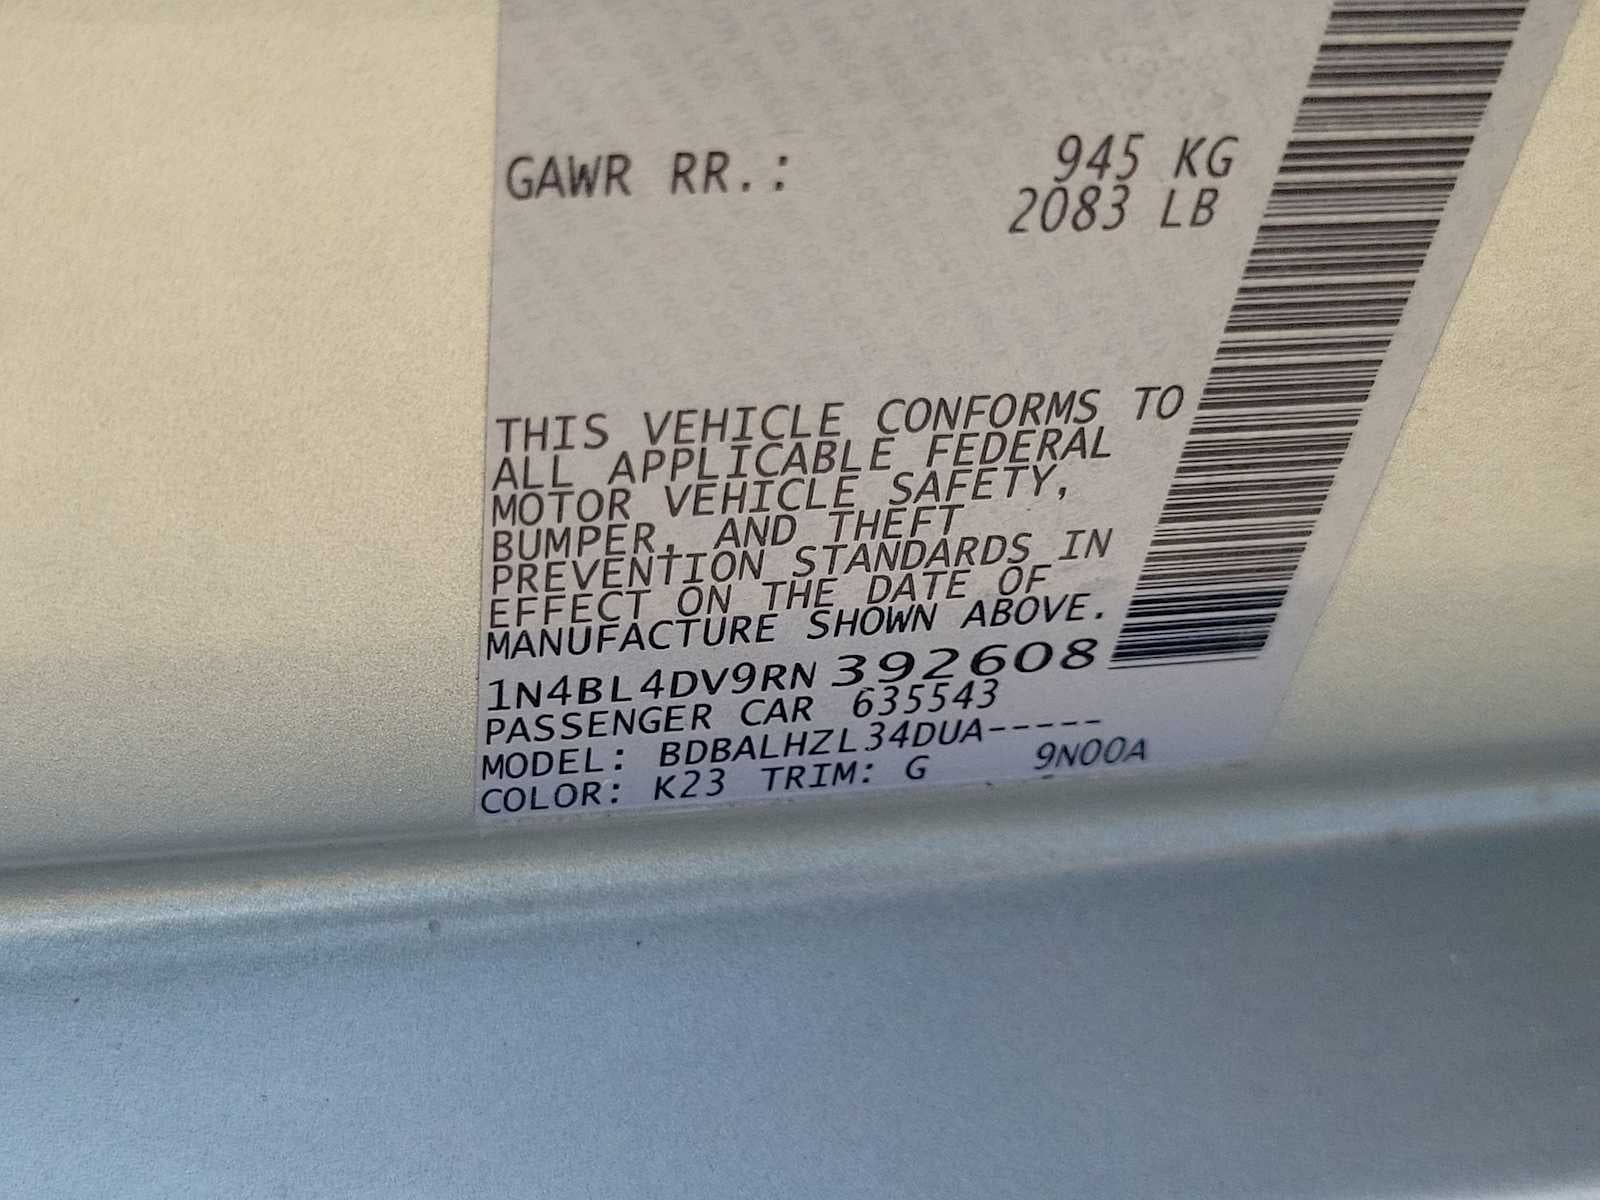 GAWR RR.: 945 KG
2083 LB
THIS VEHICLE CONFORMS TO
ALL APPLICABLE FEDERAL
MOTOR VEHICLE SAFETY,
BUMPER, AND THEFT
PREVENTION STANDARDS IN
EFFECT ON THE DATE OF
MANUFACTURE SHOWN ABOVE.
1N4BL4DV9RN392608
PASSENGER CAR 635543
MODEL: BDBALHZL34DUA-----
COLOR: K23 TRIM: G 9N00A